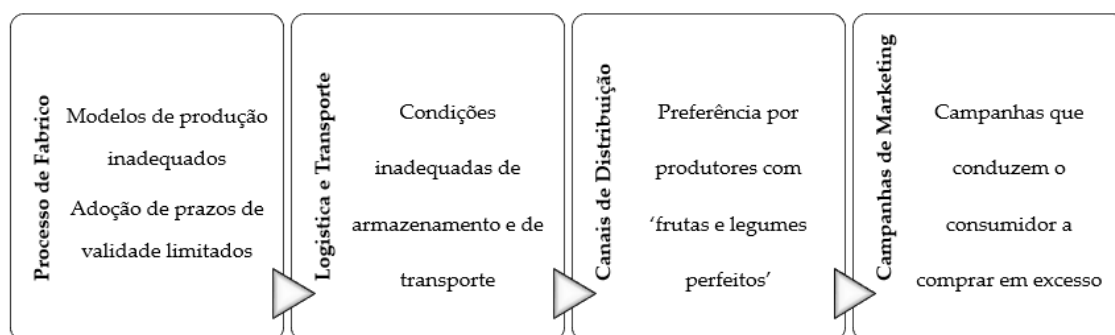 Processo de Fabrico
Modelos de produção
inadequados
Adoção de prazos de
validade limitados
Logística e Transporte
Condições
inadequadas de
armazenamento e de
transporte
Canais de Distribuição
Preferência por
produtores com
‘frutas e legumes
perfeitos’
Campanhas de Marketing
Campanhas que
conduzem o
consumidor a
comprar em excesso